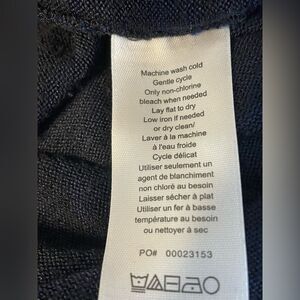 Machine wash cold
Gentle cycle
Only non-chlorine
bleach when needed
Lay flat to dry
Low iron if needed
or dry clean/
Laver à la machine
à l'eau froide
Cycle délicat
Utiliser seulement un
agent de blanchiment
non chloré au besoin
Laisser sécher à plat
Utiliser un fer à basse
température au besoin
ou nettoyer à sec
PO# 00023153